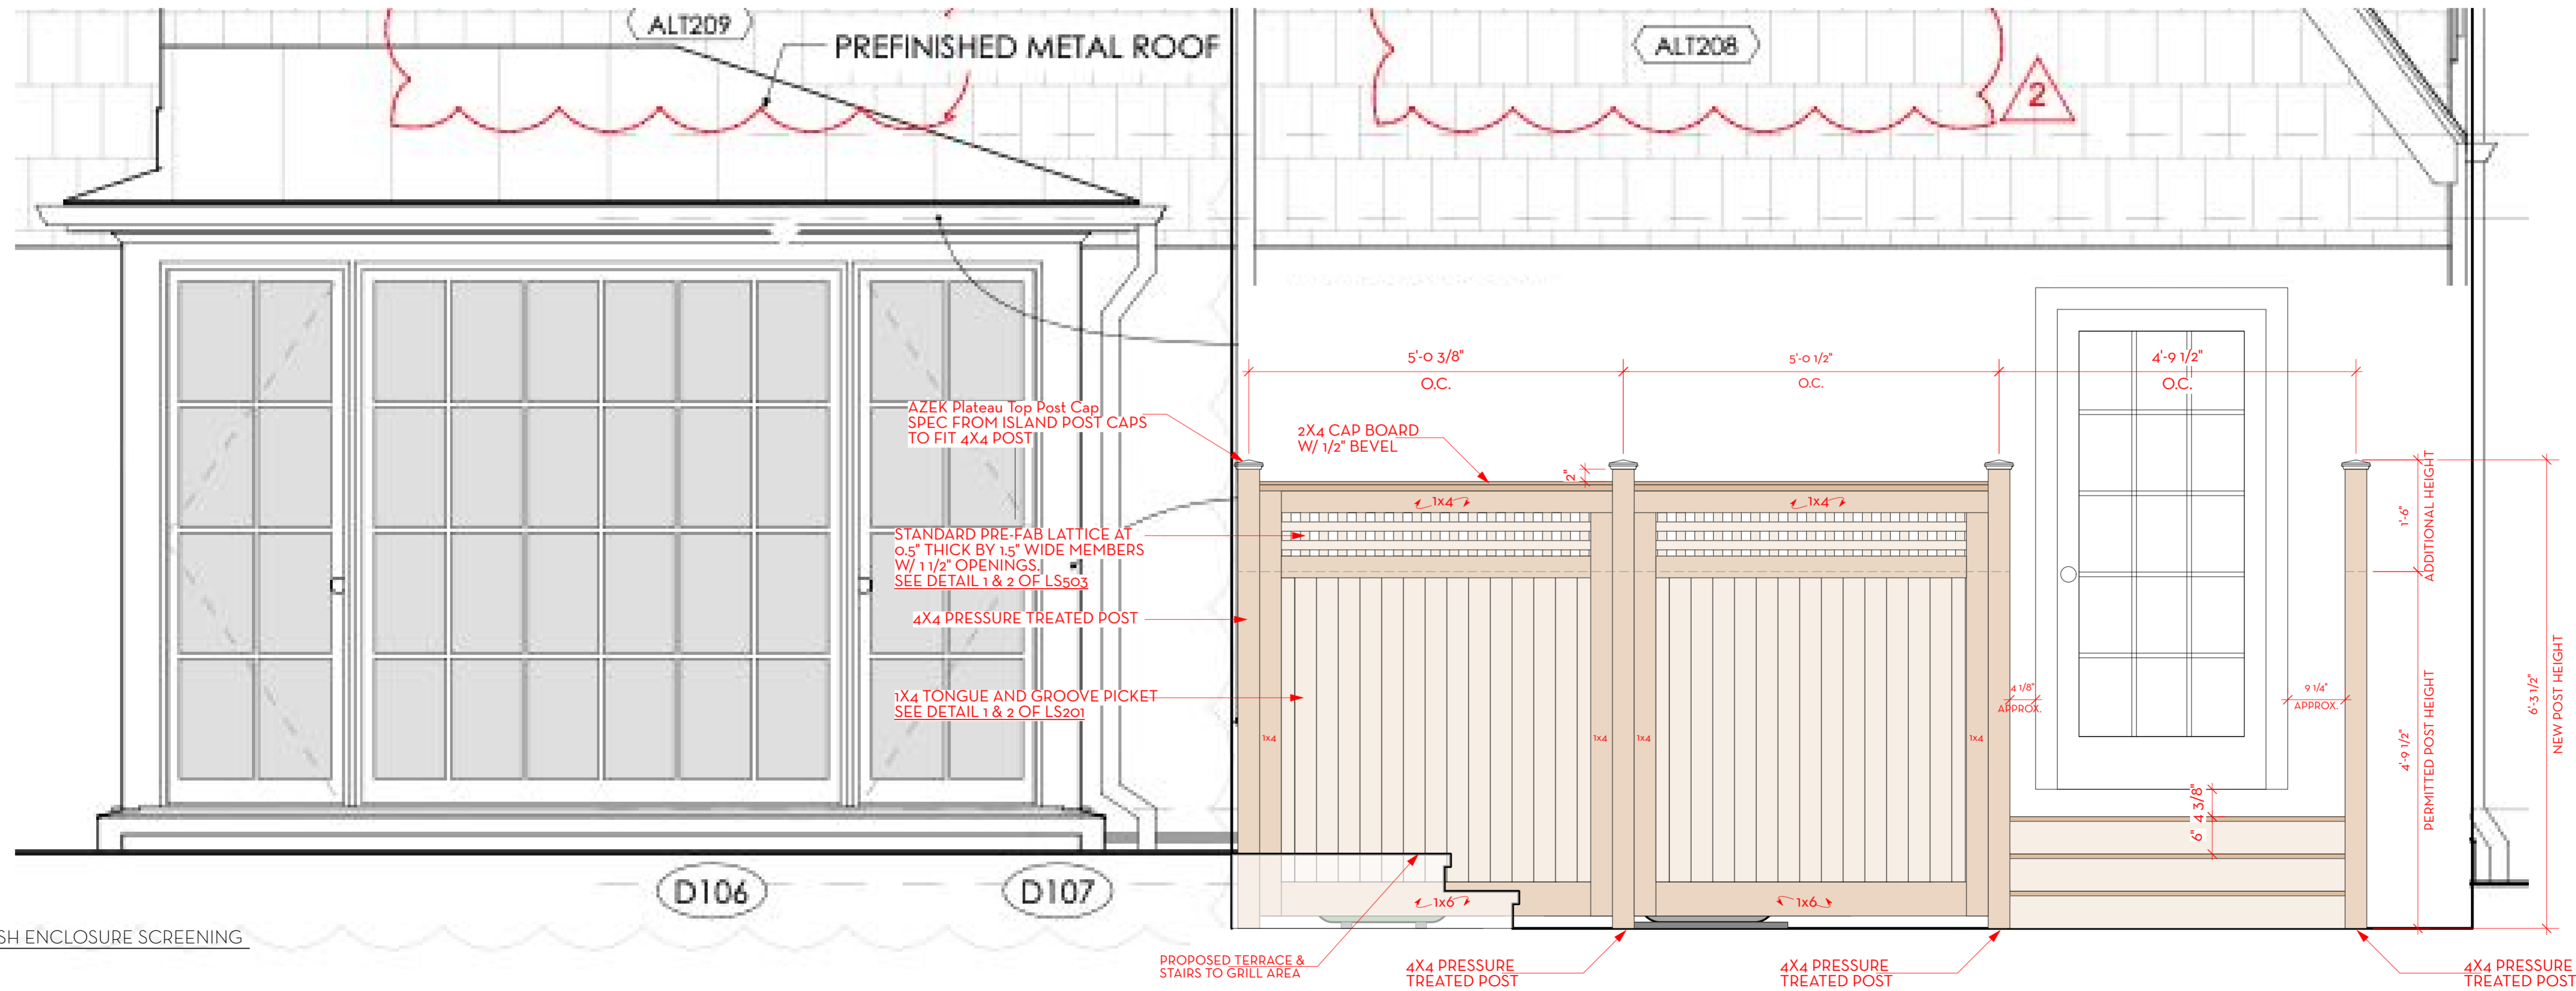 ALT209
PREFINISHED METAL ROOF
ALT208
2
5'-0 3/8"
O.C.
5'-0 1/2"
O.C.
4'-9 1/2"
O.C.
AZEK Plateau Top Post Cap
SPEC FROM ISLAND POST CAPS
TO FIT 4X4 POST
2X4 CAP BOARD
W/ 1/2" BEVEL
2"
1x4
1x4
STANDARD PRE-FAB LATTICE AT
0.5" THICK BY 1.5" WIDE MEMBERS
W/ 1 1/2" OPENINGS.
SEE DETAIL 1 & 2 OF LS503
4X4 PRESSURE TREATED POST
1X4 TONGUE AND GROOVE PICKET
SEE DETAIL 1 & 2 OF LS201
1x4
1x4
1x4
1x4
4 1/8"
APPROX.
9 1/4"
APPROX.
1'-6"
ADDITIONAL HEIGHT
4'-9 1/2"
PERMITTED POST HEIGHT
6'-3 1/2"
NEW POST HEIGHT
4 3/8"
6"
1x6
1x6
D106
D107
SH ENCLOSURE SCREENING
PROPOSED TERRACE &
STAIRS TO GRILL AREA
4X4 PRESSURE
TREATED POST
4X4 PRESSURE
TREATED POST
4X4 PRESSURE
TREATED POST